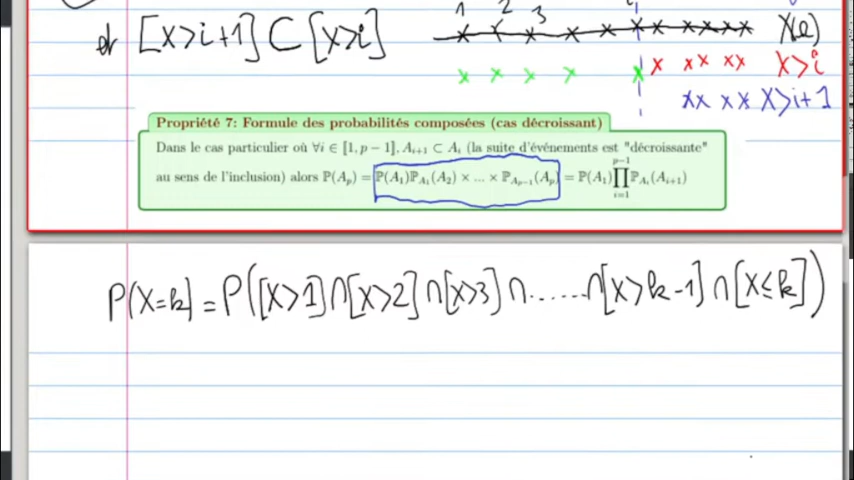 1 2 3
et [X>i+1] ⊂ [X>i]
X(Ω)
X>i
X>i+1
Propriété 7: Formule des probabilités composées (cas décroissant)
Dans le cas particulier où ∀i ∈ ⟦1, p−1⟧, A_{i+1} ⊂ A_i (la suite d'événements est "décroissante"
au sens de l'inclusion) alors ℙ(A_p) = ℙ(A_1)ℙ_{A_1}(A_2) × ... × ℙ_{A_{p−1}}(A_p) = ℙ(A_1) ∏_{i=1}^{p−1} ℙ_{A_i}(A_{i+1})
P(X=k) = P([X>1] ∩ [X>2] ∩ [X>3] ∩ ...... ∩ [X>k-1] ∩ [X≤k])